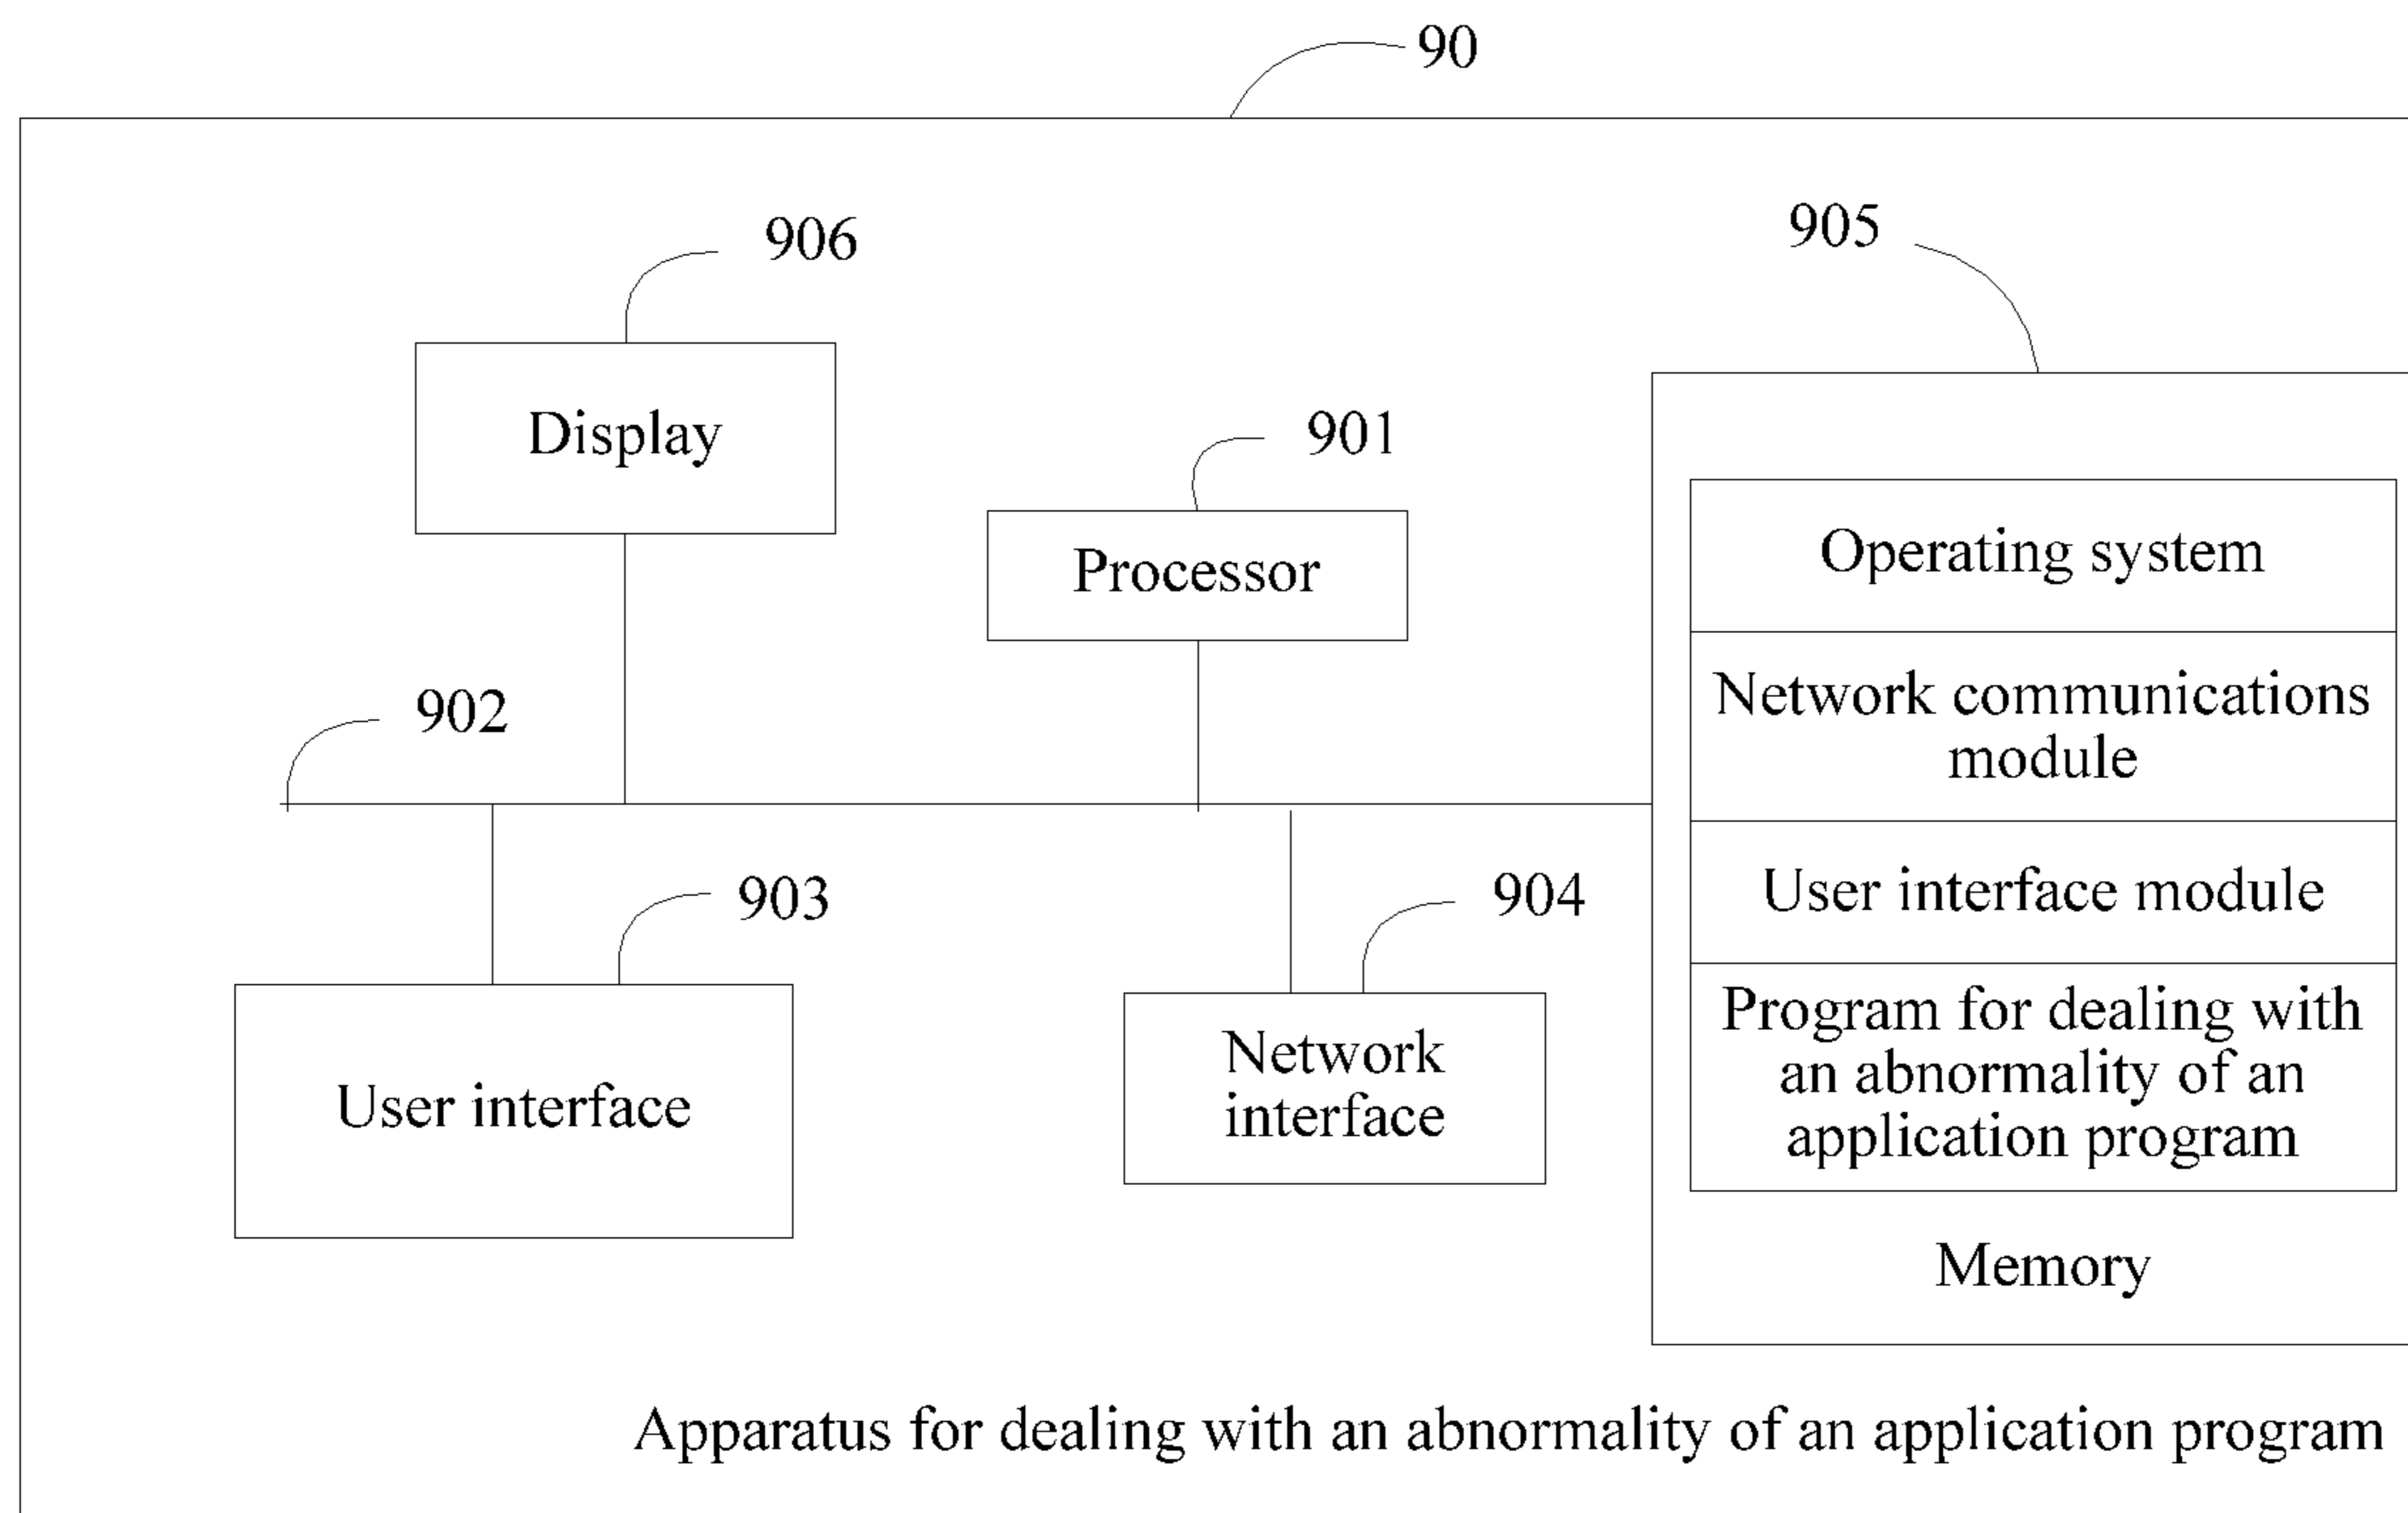 90
906
905
Display
901
Processor
Operating system
902
Network communications
module
User interface module
903
904
User interface
Network
interface
Program for dealing with
an abnormality of an
application program
Memory
Apparatus for dealing with an abnormality of an application program